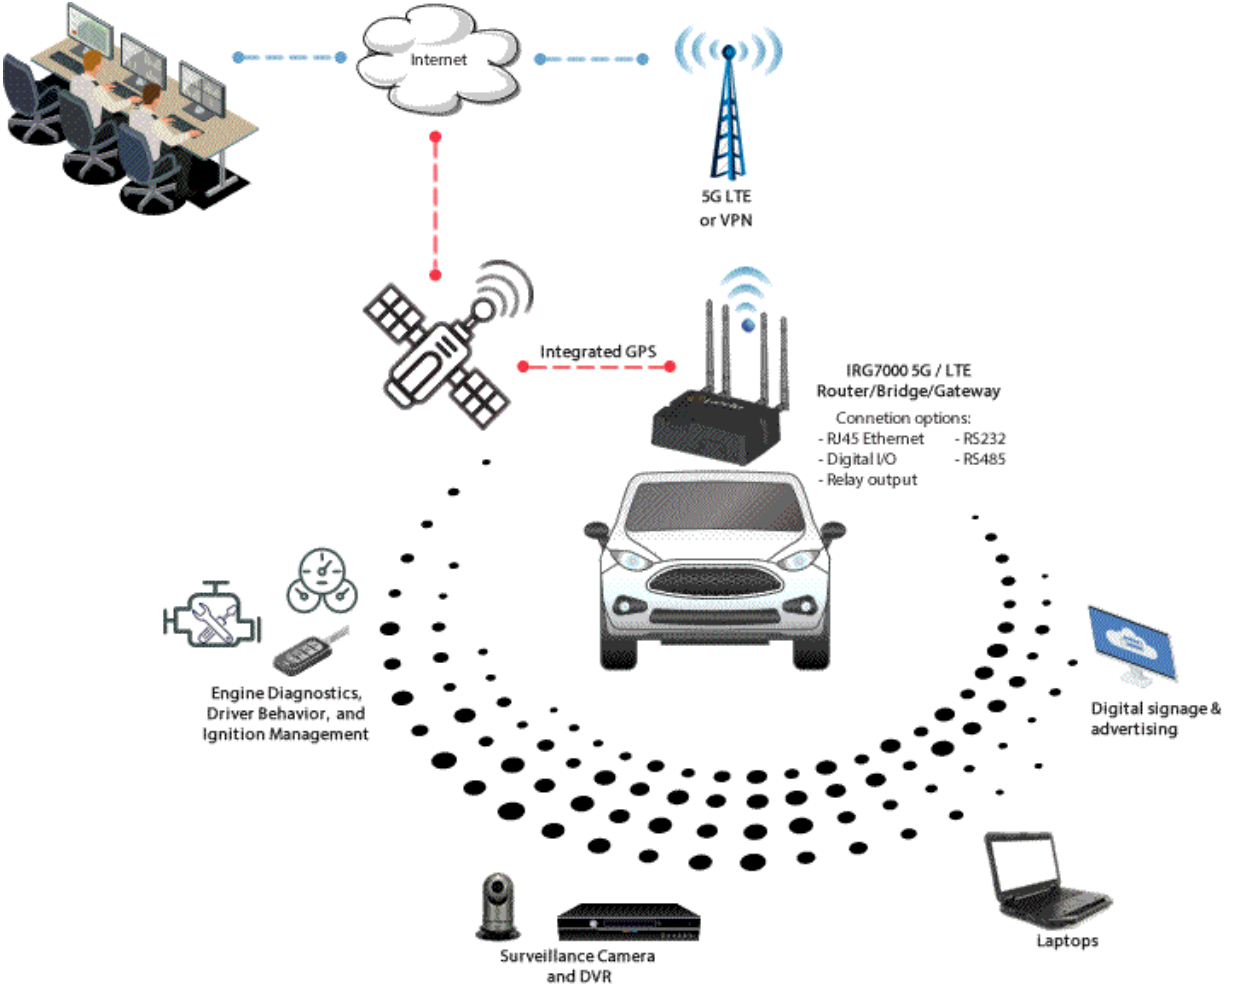 Internet
5G LTE
or VPN
Integrated GPS
IRG7000 5G / LTE
Router/Bridge/Gateway
Connetion options:
- RJ45 Ethernet - RS232
- Digital I/O - RS485
- Relay output
Engine Diagnostics,
Driver Behavior, and
Ignition Management
Digital signage &
advertising
Surveillance Camera
and DVR
Laptops